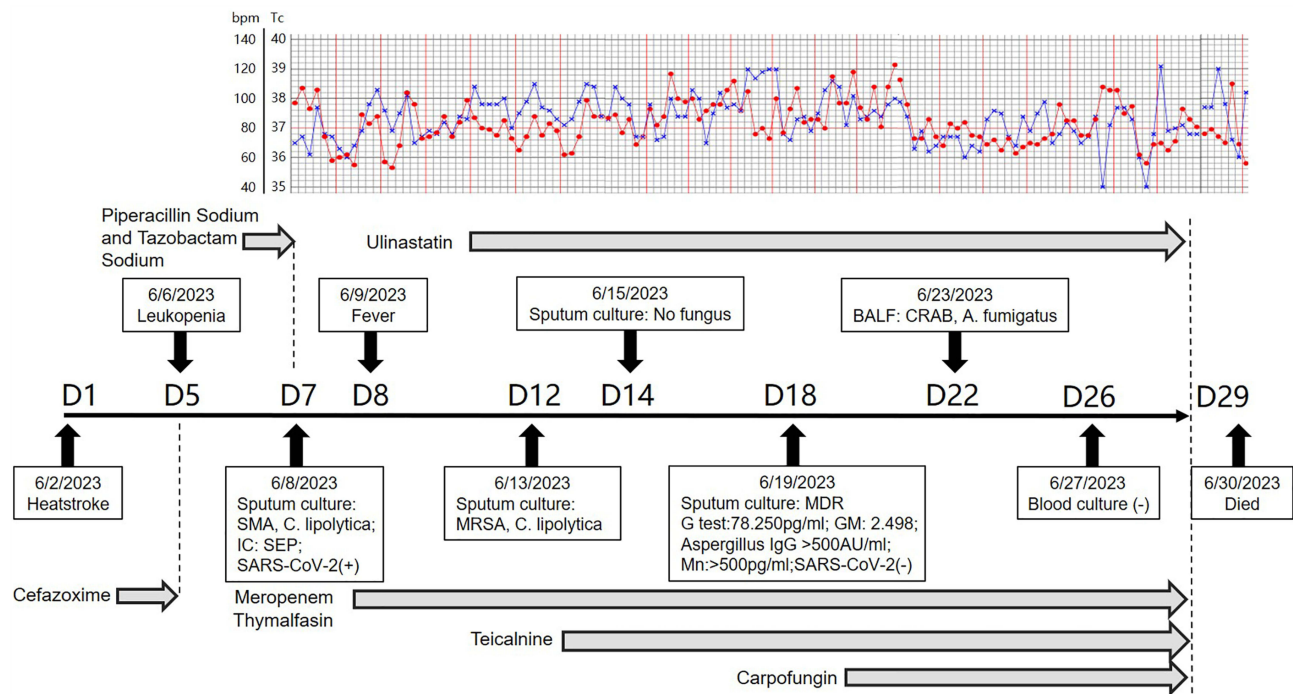 bpm Tc
140 40
120 39
100 38
80 37
60 36
40 35
Piperacillin Sodium
and Tazobactam
Sodium
Ulinastatin
6/6/2023
Leukopenia
6/9/2023
Fever
6/15/2023
Sputum culture: No fungus
6/23/2023
BALF: CRAB, A. fumigatus
D1 D5 D7 D8 D12 D14 D18 D22 D26 D29
6/2/2023
Heatstroke
6/8/2023
Sputum culture:
SMA, C. lipolytica;
IC: SEP;
SARS-CoV-2(+)
6/13/2023
Sputum culture:
MRSA, C. lipolytica
6/19/2023
Sputum culture: MDR
G test:78.250pg/ml; GM: 2.498;
Aspergillus IgG >500AU/ml;
Mn:>500pg/ml;SARS-CoV-2(-)
6/27/2023
Blood culture (-)
6/30/2023
Died
Cefazoxime
Meropenem
Thymalfasin
Teicalnine
Carpofungin